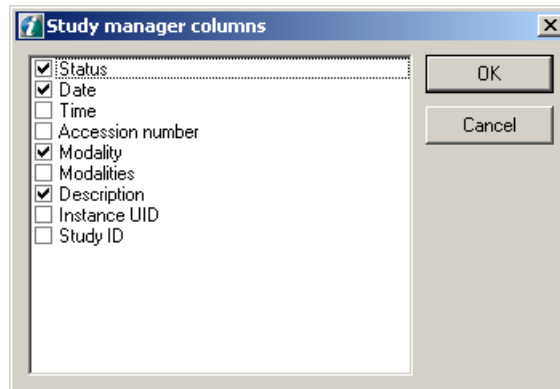 Study manager columns
Status
Date
Time
Accession number
Modality
Modalities
Description
Instance UID
Study ID
OK
Cancel